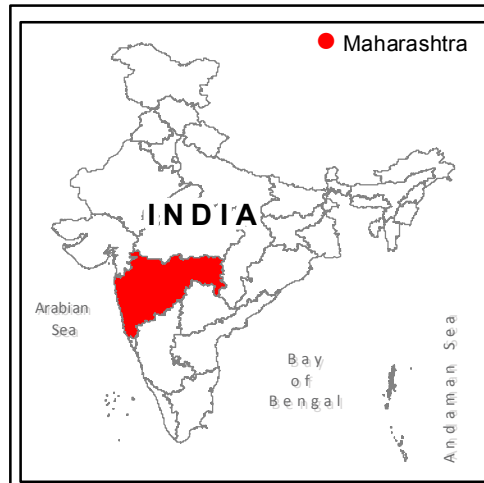 Maharashtra
INDIA
Arabian
Sea
Bay
of
Bengal
Andaman Sea